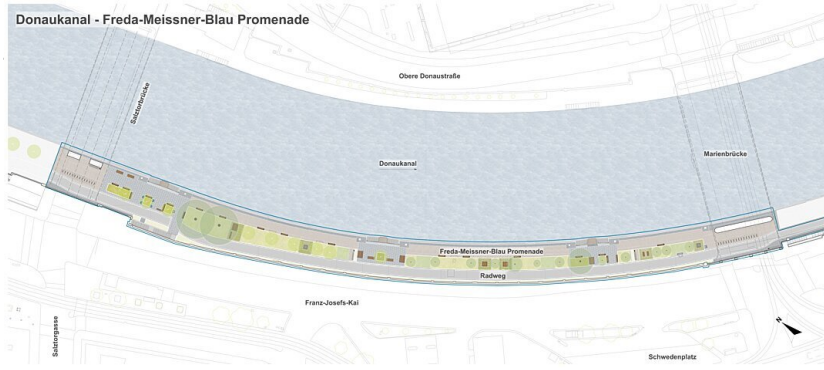 Donaukanal - Freda-Meissner-Blau Promenade
Obere Donaustraße
Salztorbrücke
Marienbrücke
Donaukanal
Freda-Meissner-Blau Promenade
Radweg
Franz-Josefs-Kai
Salztorgasse
Schwedenplatz
N